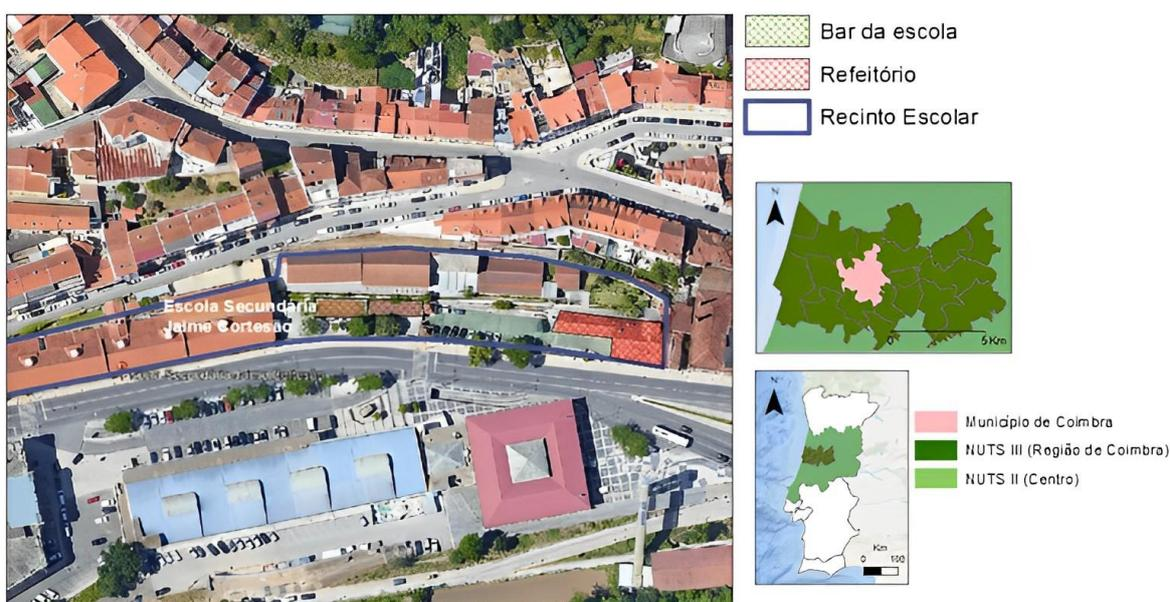 Bar da escola
Refeitório
Recinto Escolar
Escola Secundária
Jaime Cortesão
N
0 5 Km
N
Km
0 100
Município de Coimbra
NUTS III (Região de Coimbra)
NUTS II (Centro)